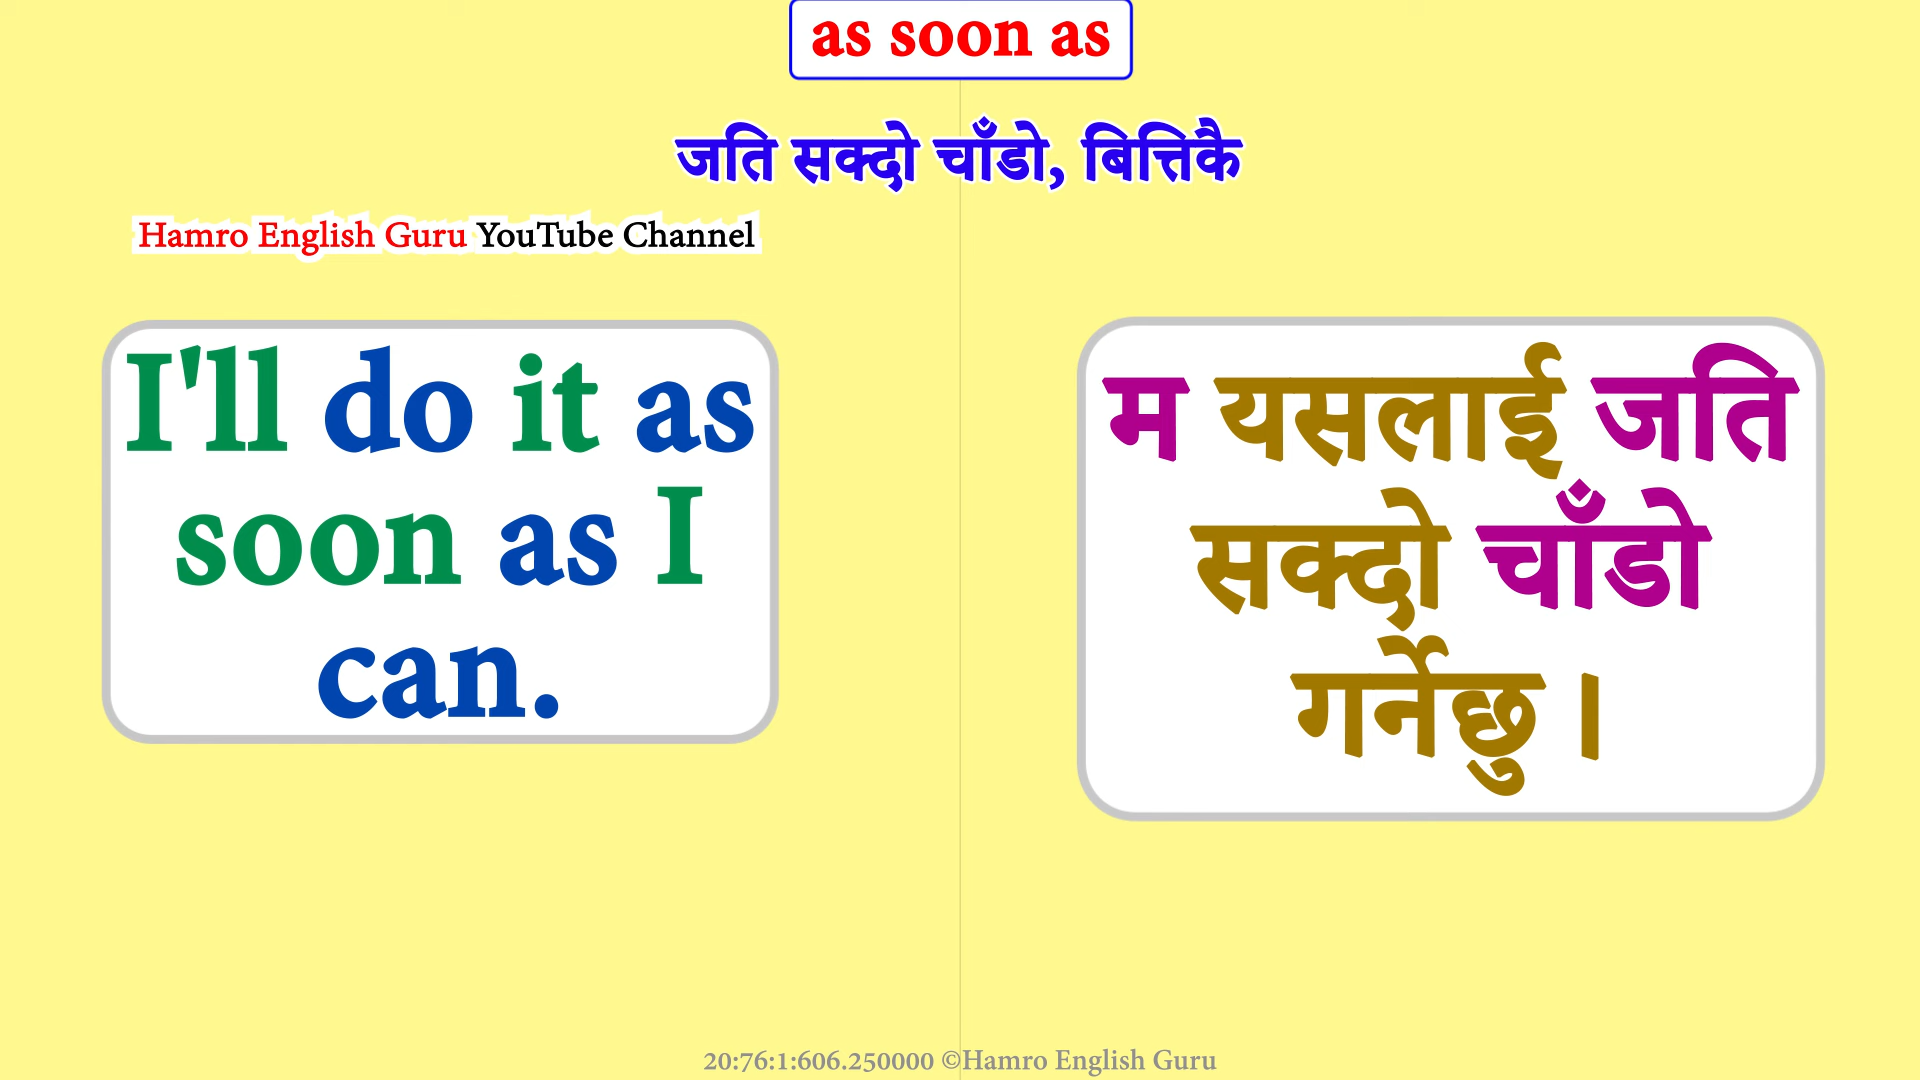 as soon as
जति सक्दो चाँडो, बित्तिकै
Hamro English Guru YouTube Channel
I'll do it as
soon as I
can.
म यसलाई जति
सक्दो चाँडो
गर्नेछु ।
20:76:1:606.250000 ©Hamro English Guru